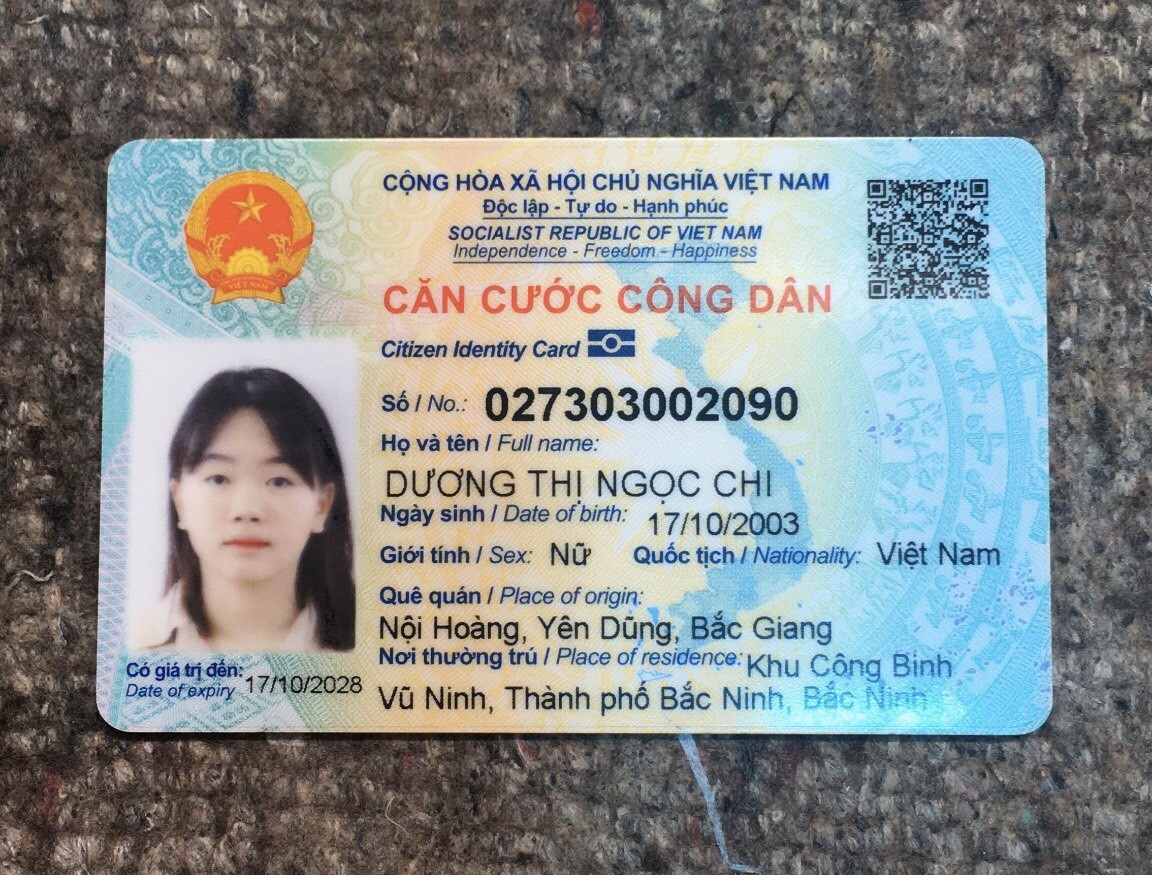 CỘNG HÒA XÃ HỘI CHỦ NGHĨA VIỆT NAM
Độc lập - Tự do - Hạnh phúc
SOCIALIST REPUBLIC OF VIET NAM
Independence - Freedom - Happiness
CĂN CƯỚC CÔNG DÂN
Citizen Identity Card
Số / No.: 027303002090
Họ và tên / Full name:
DƯƠNG THỊ NGỌC CHI
Ngày sinh / Date of birth: 17/10/2003
Giới tính / Sex: Nữ Quốc tịch / Nationality: Việt Nam
Quê quán / Place of origin:
Nội Hoàng, Yên Dũng, Bắc Giang
Nơi thường trú / Place of residence: Khu Công Binh
Vũ Ninh, Thành phố Bắc Ninh, Bắc Ninh
Có giá trị đến:
Date of expiry 17/10/2028
VIỆT NAM